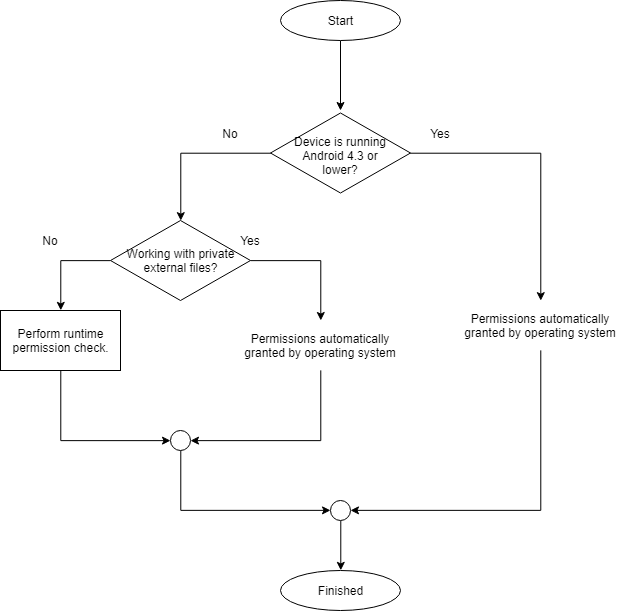 Start
No
Yes
Device is running
Android 4.3 or
lower?
No
Yes
Working with private
external files?
Perform runtime
permission check.
Permissions automatically
granted by operating system
Permissions automatically
granted by operating system
Finished